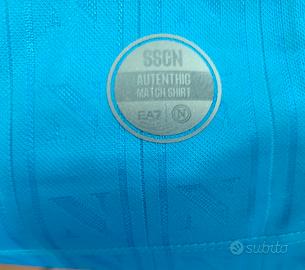 SSCN
AUTENTHIC
MATCH SHIRT
EA7
N
subito